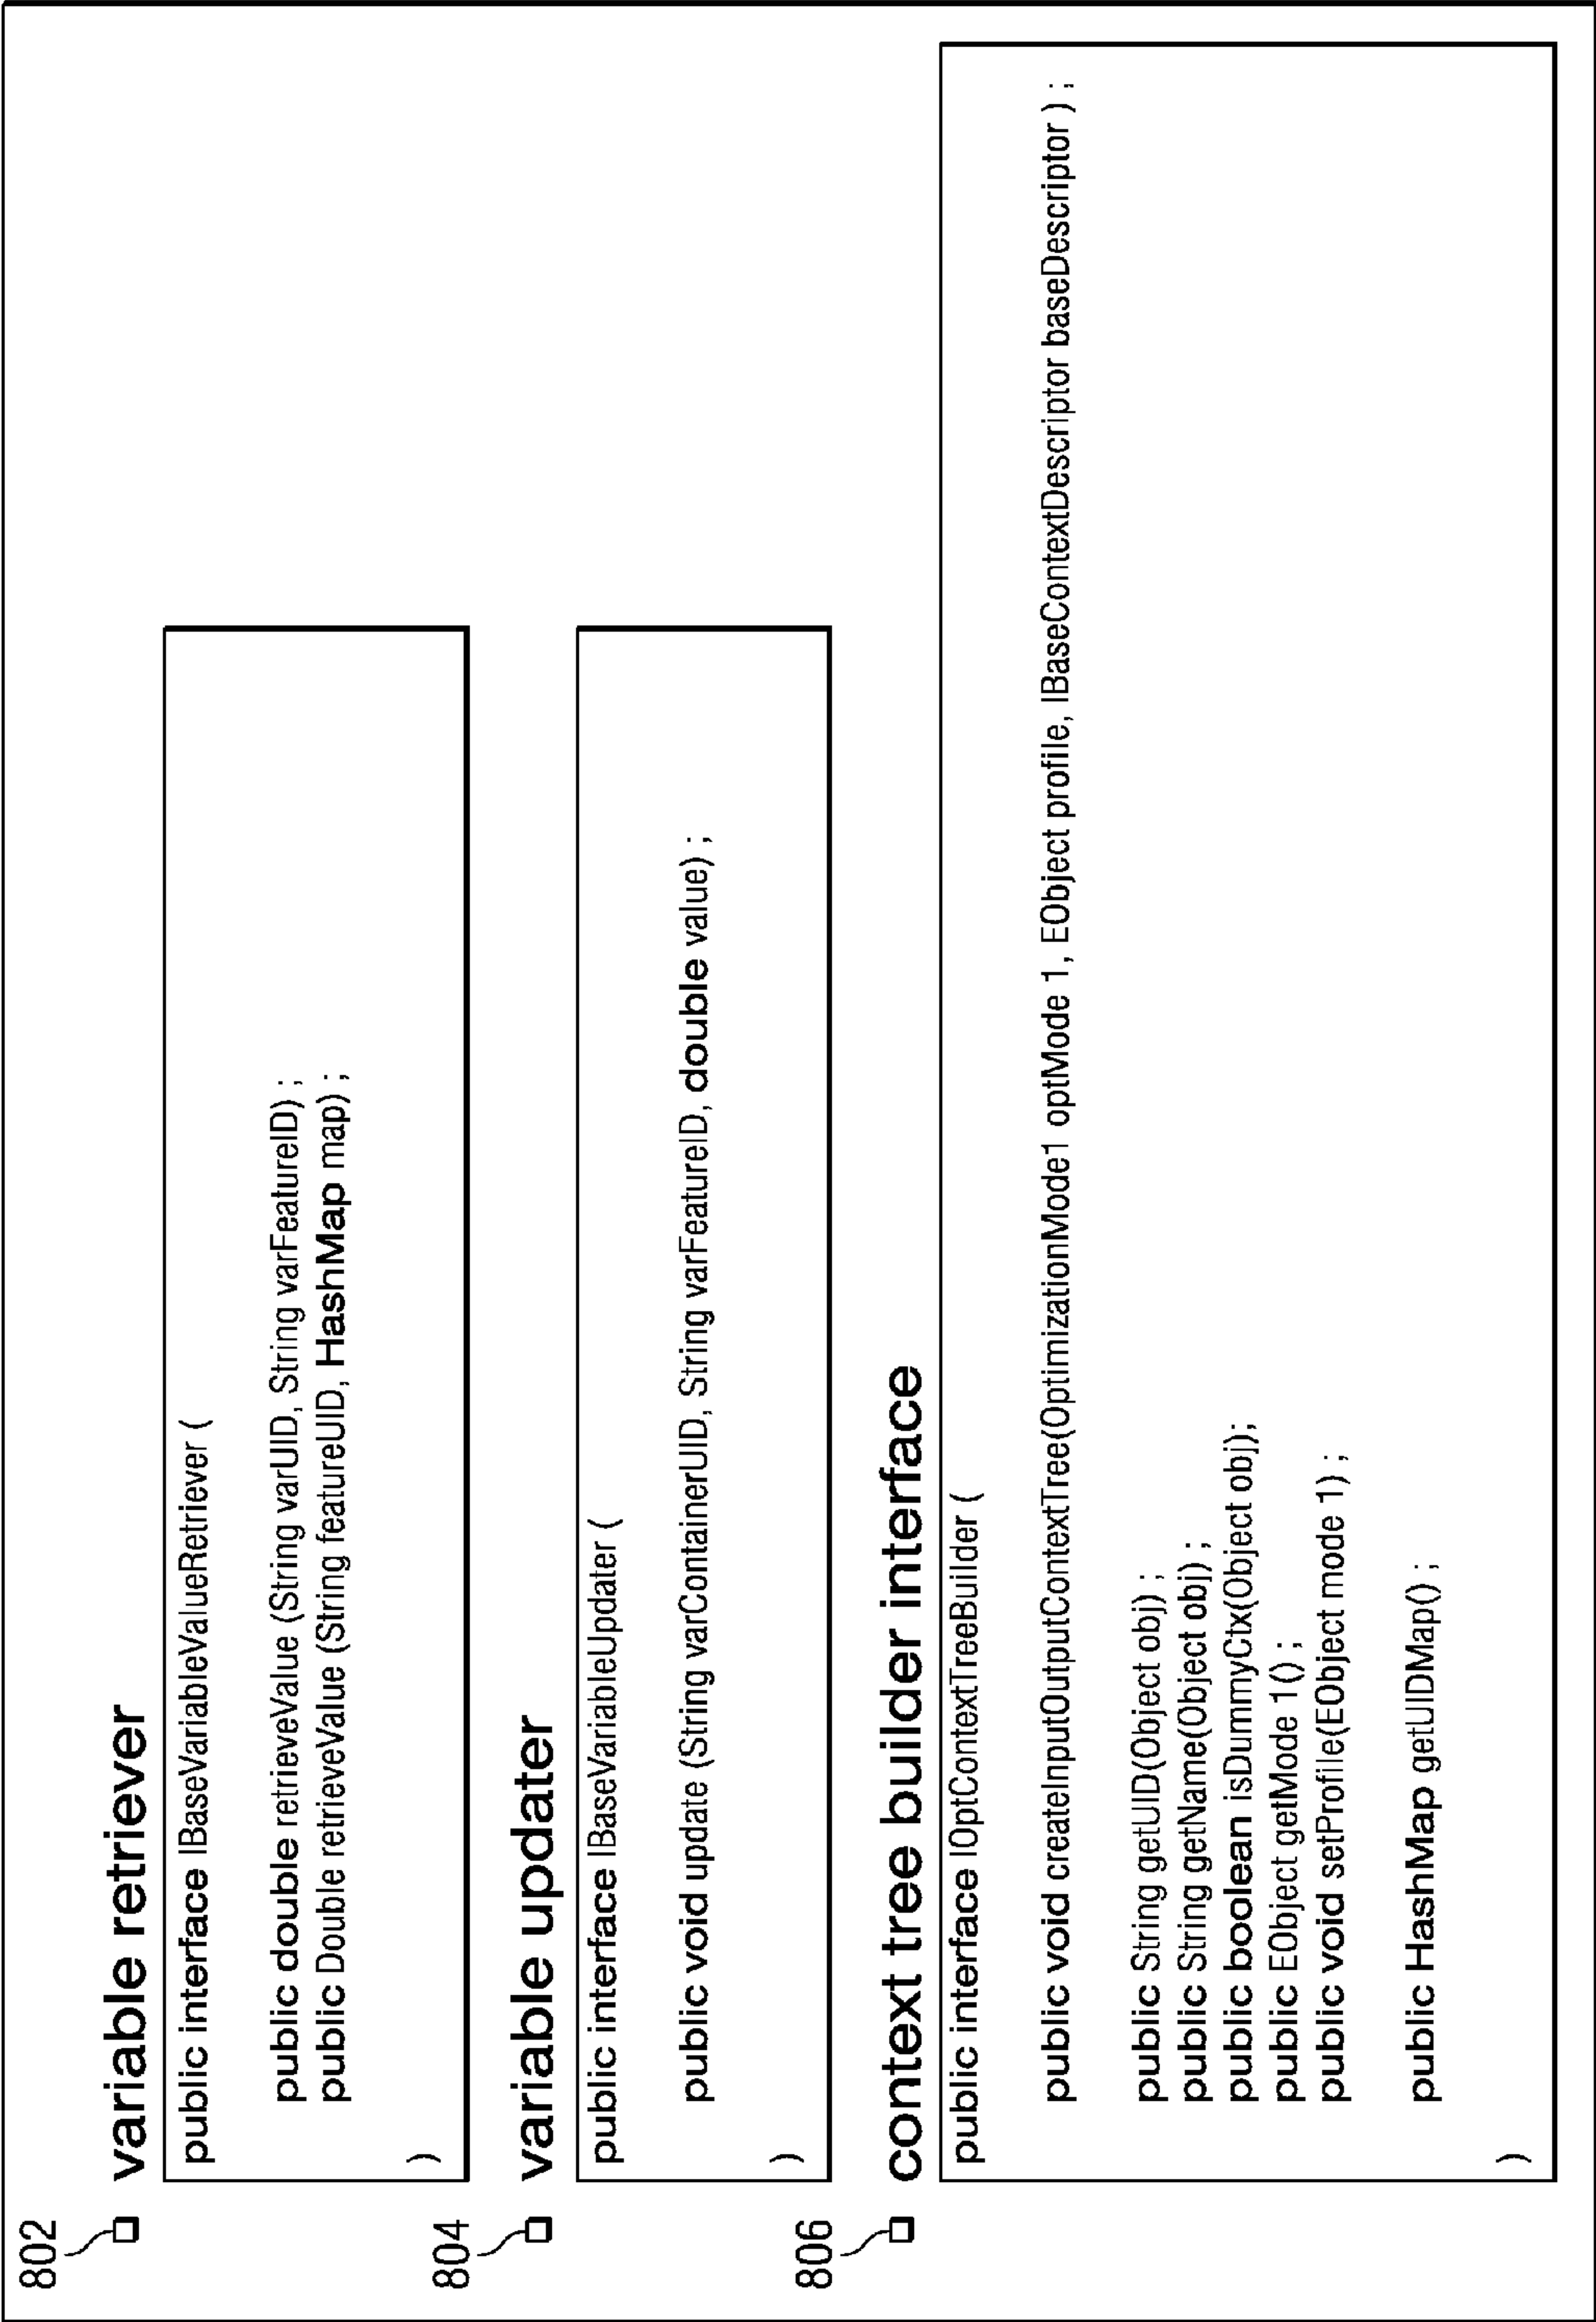 802
variable retriever
public interface IBaseVariableValueRetriever (
public double retrieveValue (String varUID, String varFeatureID) ;
public Double retrieveValue (String featureUID, HashMap map) ;
)
804
variable updater
public interface IBaseVariableUpdater (
public void update (String varContainerUID, String varFeatureID, double value) ;
)
806
context tree builder interface
public interface IOptContextTreeBuilder (
public void createInputOutputContextTree(OptimizationMode1 optMode 1, EObject profile, IBaseContextDescriptor baseDescriptor ) ;
public String getUID(Object obj) ;
public String getName(Object obj) ;
public boolean isDummyCtx(Object obj);
public EObject getMode 1() ;
public void setProfile(EObject mode 1) ;
public HashMap getUIDMap() ;
)